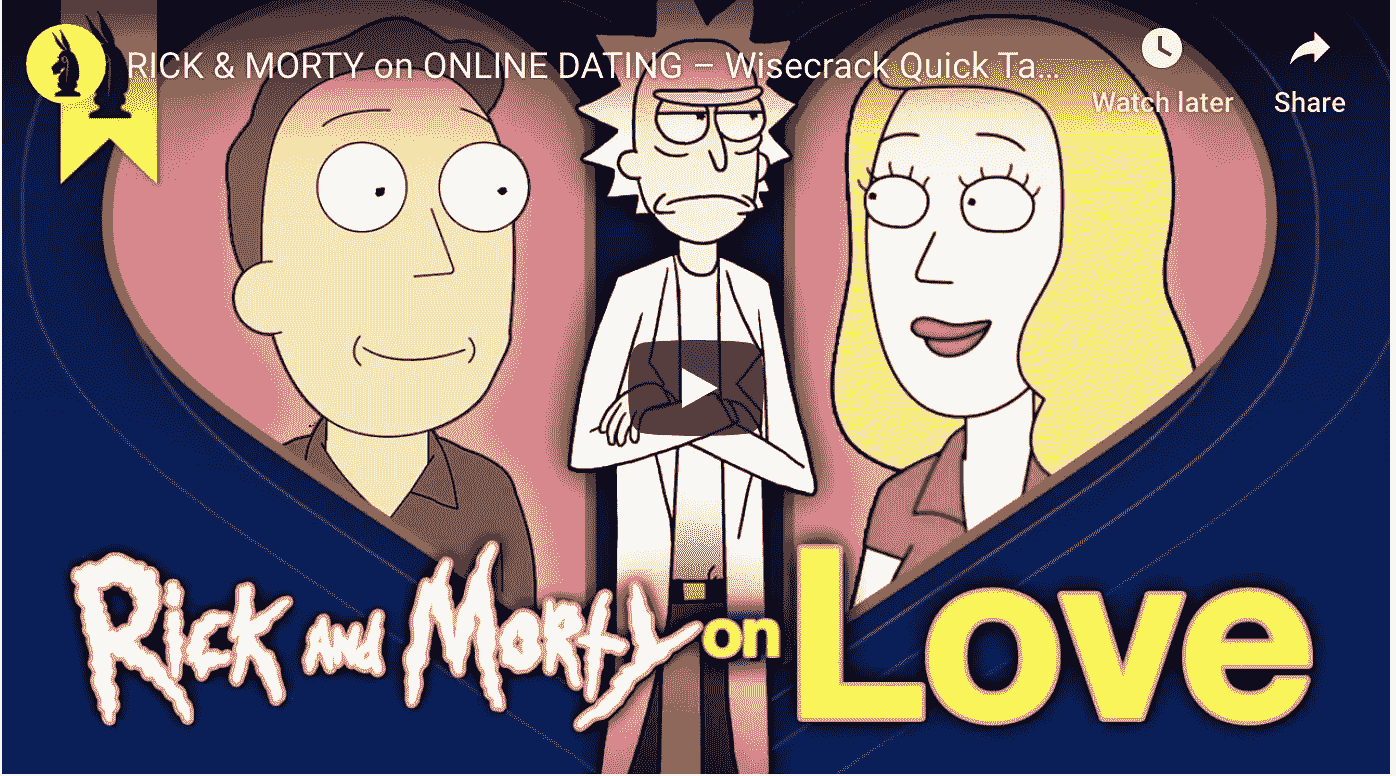 RICK & MORTY on ONLINE DATING – Wisecrack Quick Ta...
Watch later
Share
Rick and Morty on Love